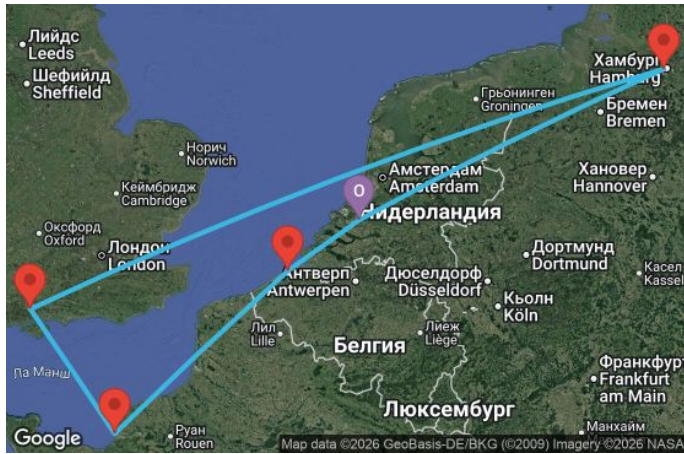 Лийдс
Leeds
Шефийлд
Sheffield
Норич
Norwich
Кеймбридж
Cambridge
Оксфорд
Oxford
Лондон
London
Ла Манш
Руан
Rouen
Лил
Lille
Антверп
Antwerpen
Белгия
Лиеж
Liège
Люксембург
Амстердам
Amsterdam
О
Нидерландия
Грьонинген
Groningen
Хамбург
Hamburg
Бремен
Bremen
Хановер
Hannover
Дортмунд
Dortmund
Дюселдорф
Düsseldorf
Кьолн
Köln
Касел
Kassel
Франкфурт
Frankfurt
am Main
Манхайм
Google
Map data ©2026 GeoBasis-DE/BKG (©2009) Imagery ©2026 NASA